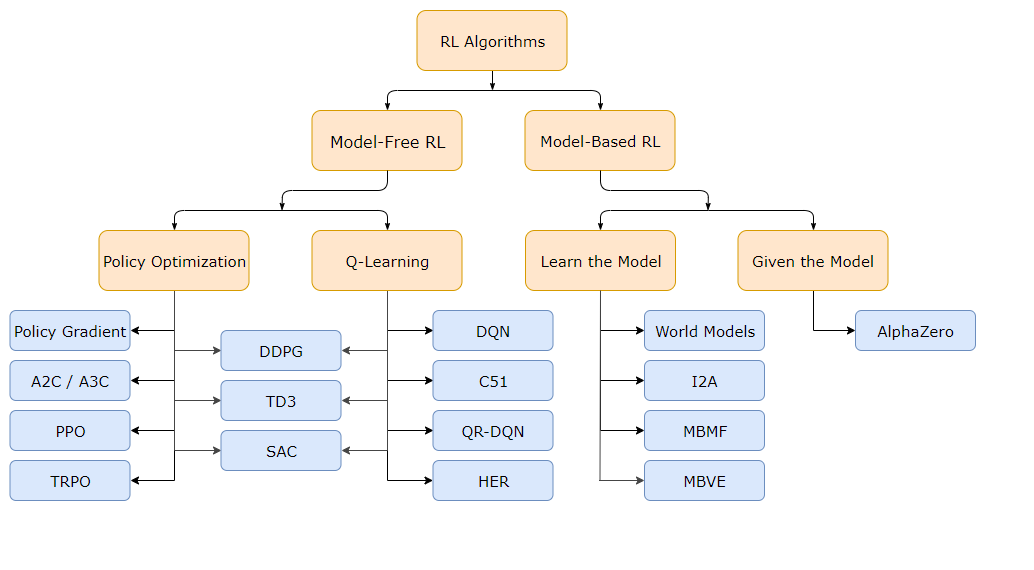 RL Algorithms
Model-Free RL
Model-Based RL
Policy Optimization
Q-Learning
Learn the Model
Given the Model
Policy Gradient
A2C / A3C
PPO
TRPO
DDPG
TD3
SAC
DQN
C51
QR-DQN
HER
World Models
I2A
MBMF
MBVE
AlphaZero